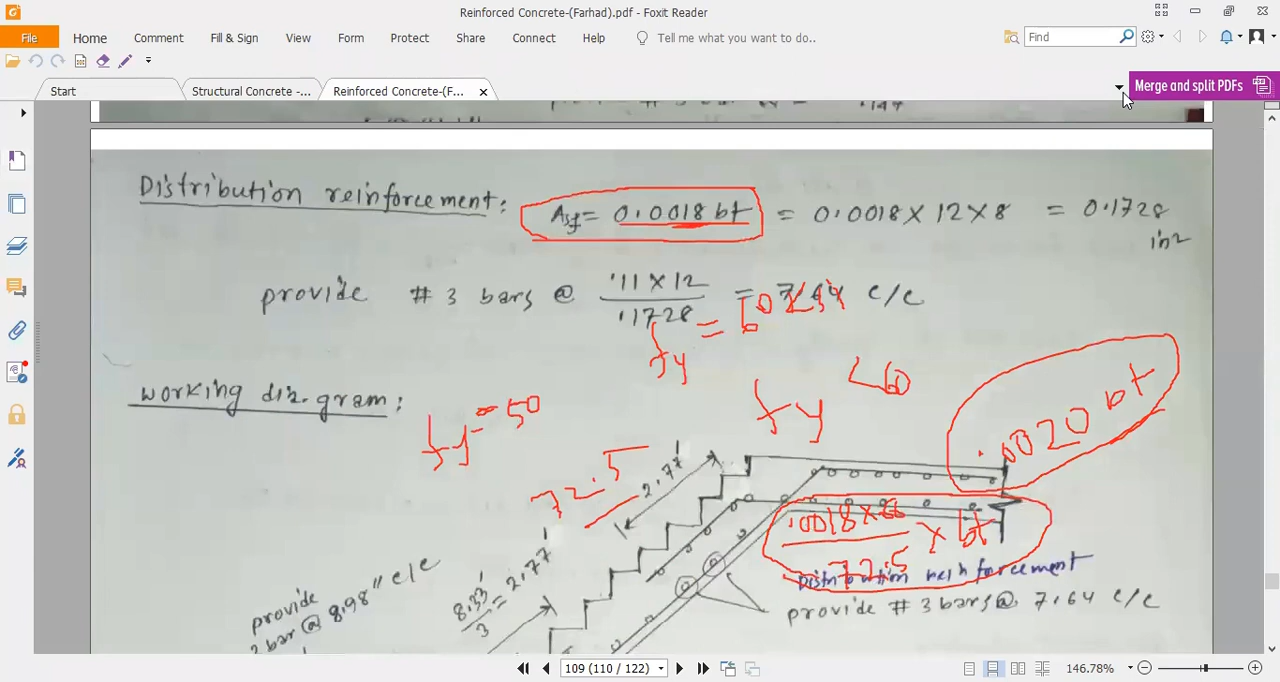 Reinforced Concrete-(Farhad).pdf - Foxit Reader
File Home Comment Fill & Sign View Form Protect Share Connect Help Tell me what you want to do.. Find
Start Structural Concrete -... Reinforced Concrete-(F... Merge and split PDFs
Distribution reinforcement: Asf = 0.0018 bt = 0.0018 × 12 × 8 = 0.1728
in²
provide # 3 bars @ .11 × 12 / .1728 = 7.64 c/c
fy = 60 ksi
fy < 60
.0020 bt
working diagram:
fy = 50
72.5
2.77'
.0018 × 60 / 72.5 × bt
Distribution reinforcement
provide # 3 bars @ 7.64 c/c
8.33' / 3 = 2.77'
provide
bar @ 8.98" c/c
109 (110 / 122) 146.78%